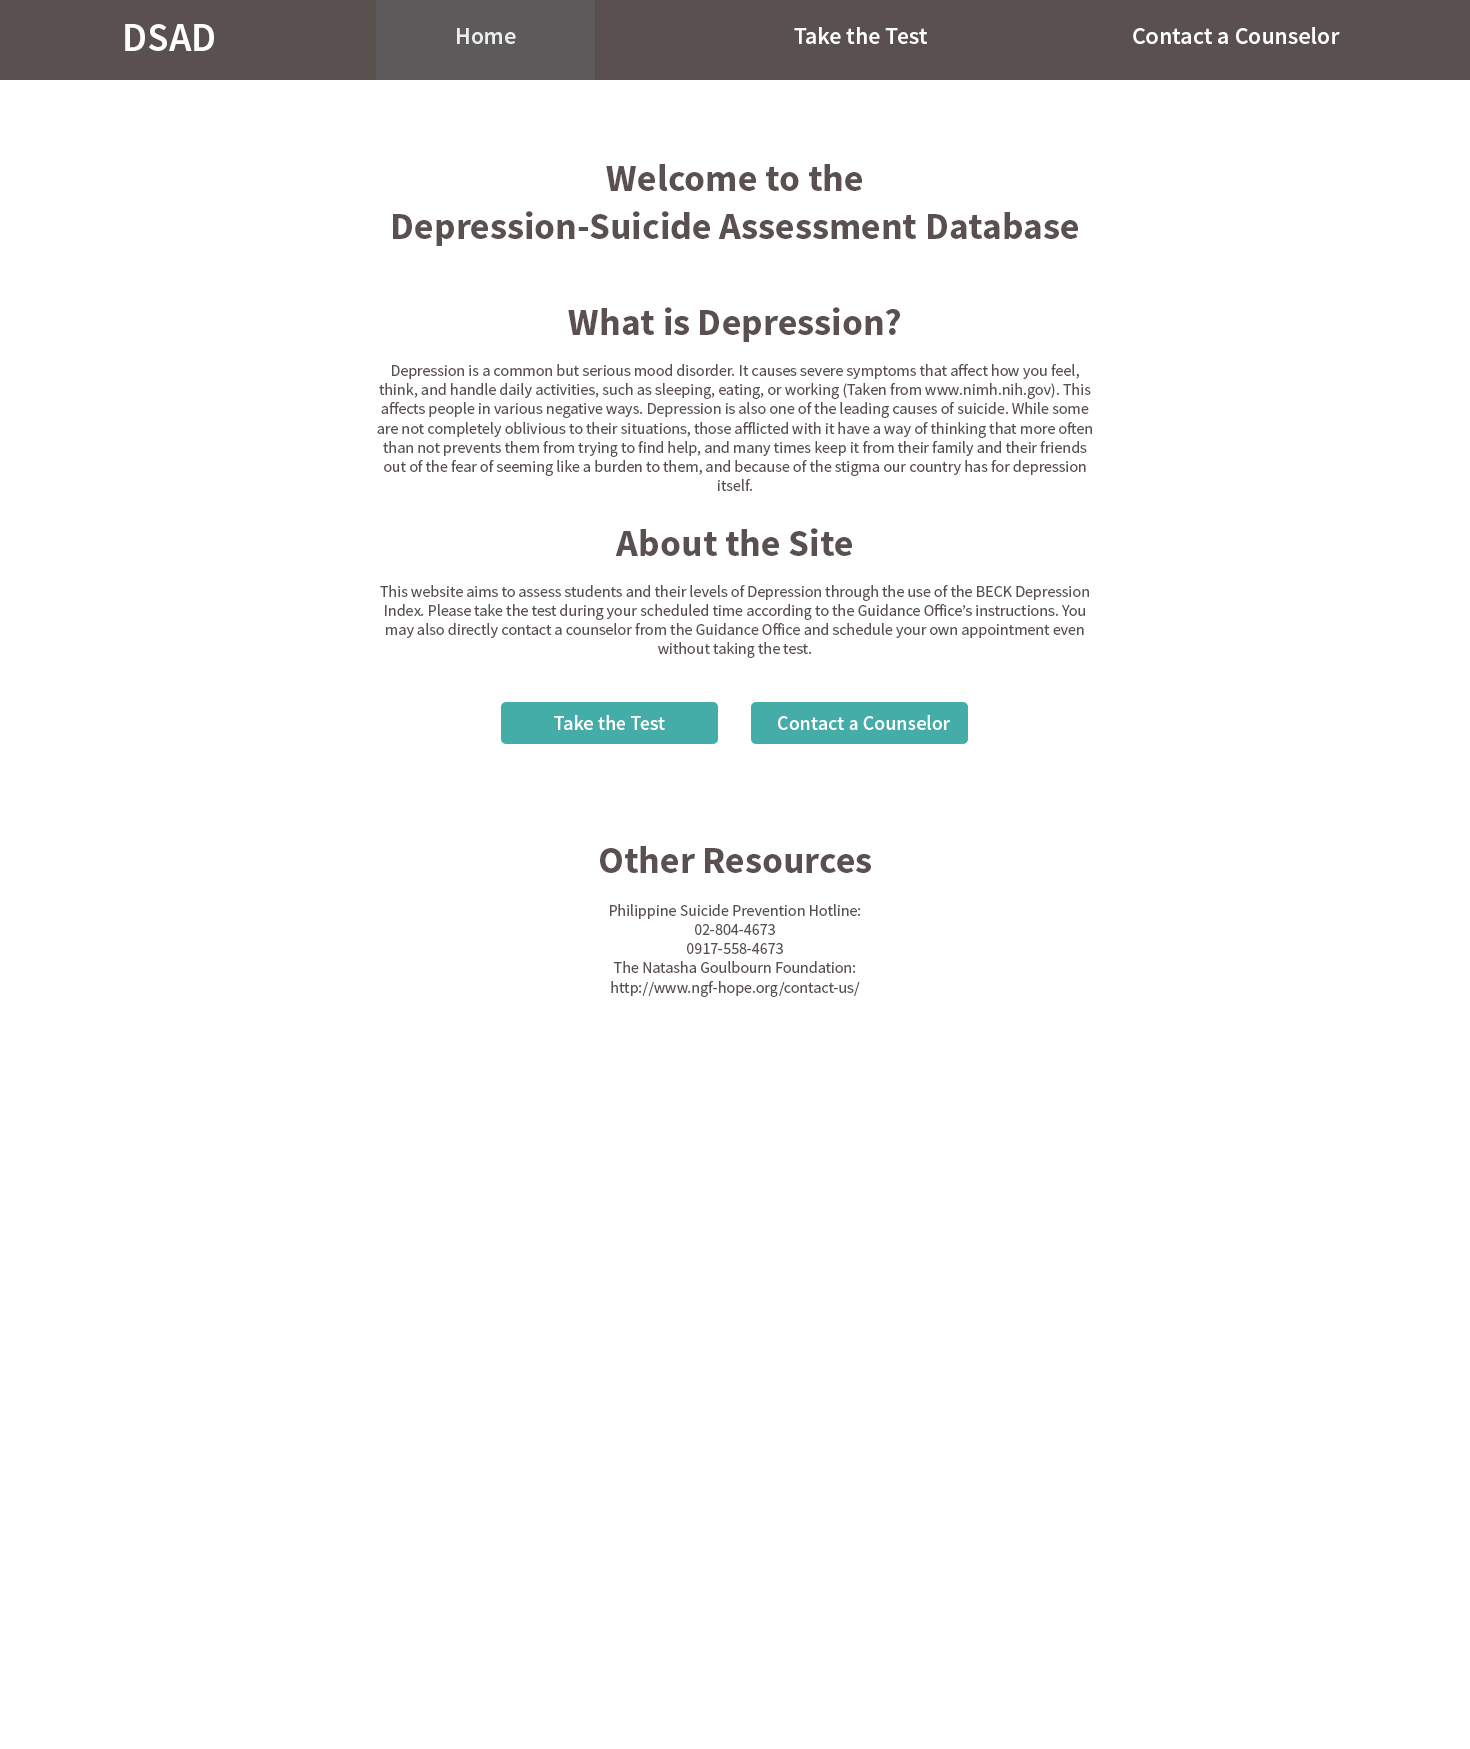 DSAD
Home
Take the Test
Contact a Counselor
Welcome to the
Depression-Suicide Assessment Database
What is Depression?
Depression is a common but serious mood disorder. It causes severe symptoms that affect how you feel,
think, and handle daily activities, such as sleeping, eating, or working (Taken from www.nimh.nih.gov). This
affects people in various negative ways. Depression is also one of the leading causes of suicide. While some
are not completely oblivious to their situations, those afflicted with it have a way of thinking that more often
than not prevents them from trying to find help, and many times keep it from their family and their friends
out of the fear of seeming like a burden to them, and because of the stigma our country has for depression
itself.
About the Site
This website aims to assess students and their levels of Depression through the use of the BECK Depression
Index. Please take the test during your scheduled time according to the Guidance Office’s instructions. You
may also directly contact a counselor from the Guidance Office and schedule your own appointment even
without taking the test.
Take the Test
Contact a Counselor
Other Resources
Philippine Suicide Prevention Hotline:
02-804-4673
0917-558-4673
The Natasha Goulbourn Foundation:
http://www.ngf-hope.org/contact-us/